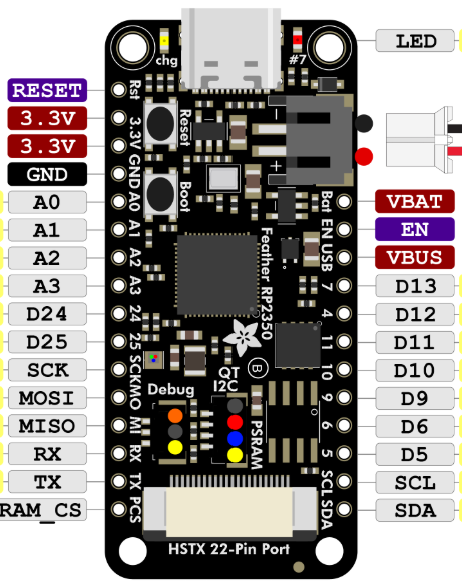 LED
chg
#7
RESET
3.3V
3.3V
GND
A0
A1
A2
A3
D24
D25
SCK
MOSI
MISO
RX
TX
RAM_CS
Rst
3.3V
GND
A0
A1
A2
A3
24
25
SCK
MO
MI
RX
TX
PCS
Reset
Boot
−
+
Feather RP2350
B
Debug
QT
I2C
PSRAM
HSTX 22-Pin Port
Bat
EN
USB
7
4
11
10
9
6
5
SCL
SDA
VBAT
EN
VBUS
D13
D12
D11
D10
D9
D6
D5
SCL
SDA